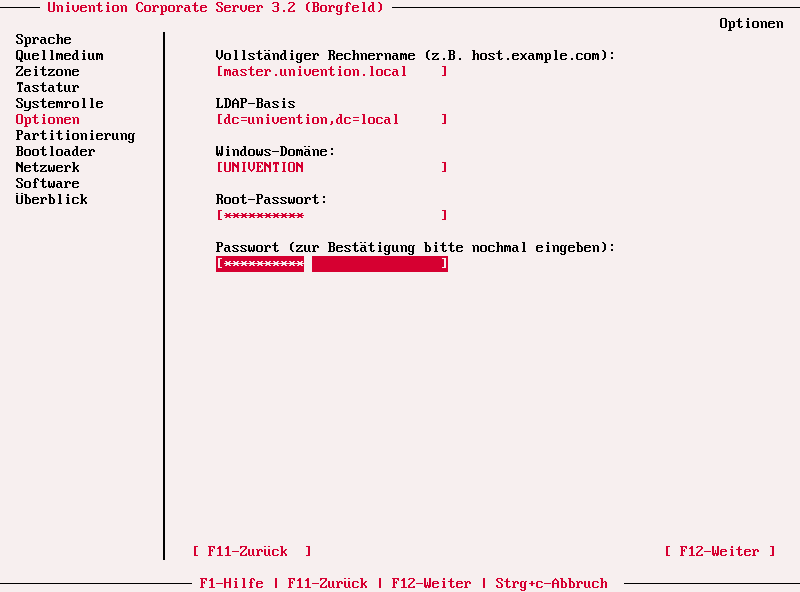 Univention Corporate Server 3.2 (Borgfeld)
Optionen
Sprache
Quellmedium
Zeitzone
Tastatur
Systemrolle
Optionen
Partitionierung
Bootloader
Netzwerk
Software
Überblick
Vollständiger Rechnername (z.B. host.example.com):
[master.univention.local ]
LDAP-Basis
[dc=univention,dc=local ]
Windows-Domäne:
[UNIVENTION ]
Root-Passwort:
[********** ]
Passwort (zur Bestätigung bitte nochmal eingeben):
[********** ]
[ F11-Zurück ]
[ F12-Weiter ]
F1-Hilfe | F11-Zurück | F12-Weiter | Strg+c-Abbruch